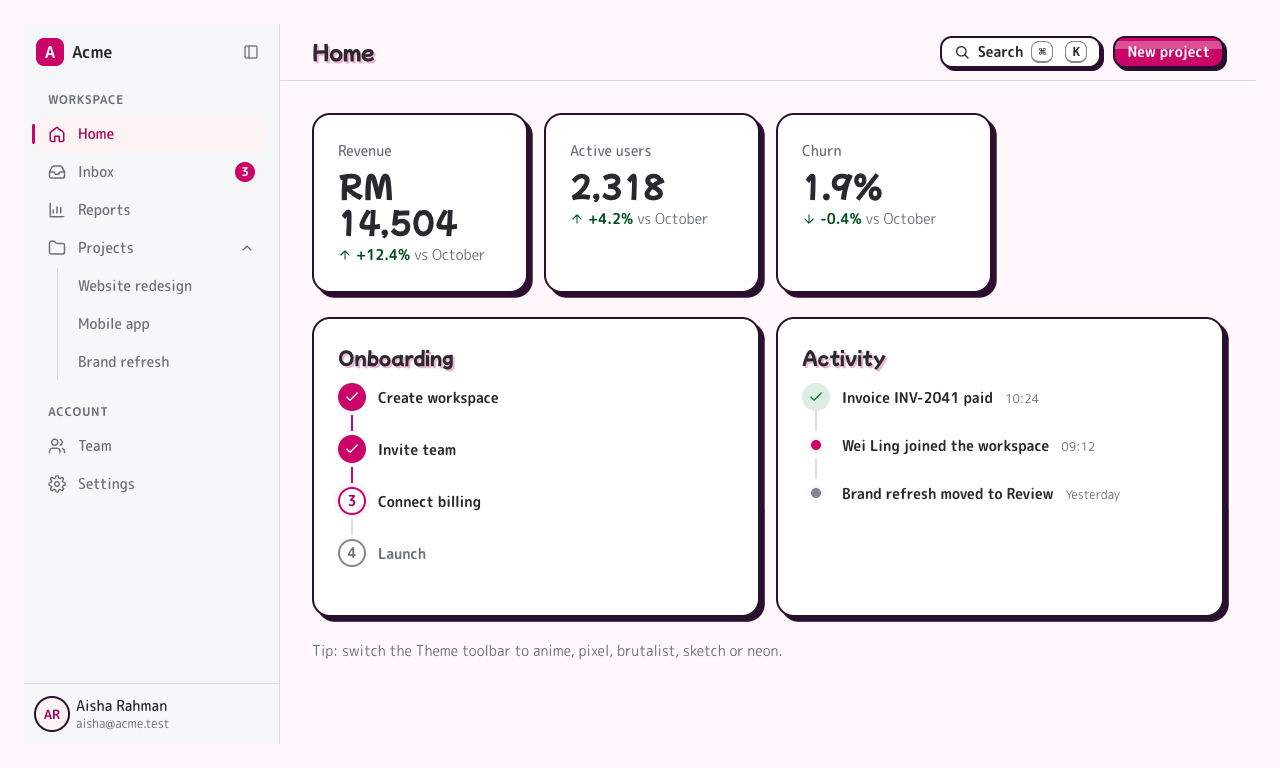 A Acme
WORKSPACE
Home
Inbox 3
Reports
Projects
Website redesign
Mobile app
Brand refresh
ACCOUNT
Team
Settings
AR
Aisha Rahman
aisha@acme.test
Home
Search ⌘ K
New project
Revenue
RM
14,504
↑ +12.4% vs October
Active users
2,318
↑ +4.2% vs October
Churn
1.9%
↓ -0.4% vs October
Onboarding
Create workspace
Invite team
3 Connect billing
4 Launch
Activity
Invoice INV-2041 paid 10:24
Wei Ling joined the workspace 09:12
Brand refresh moved to Review Yesterday
Tip: switch the Theme toolbar to anime, pixel, brutalist, sketch or neon.